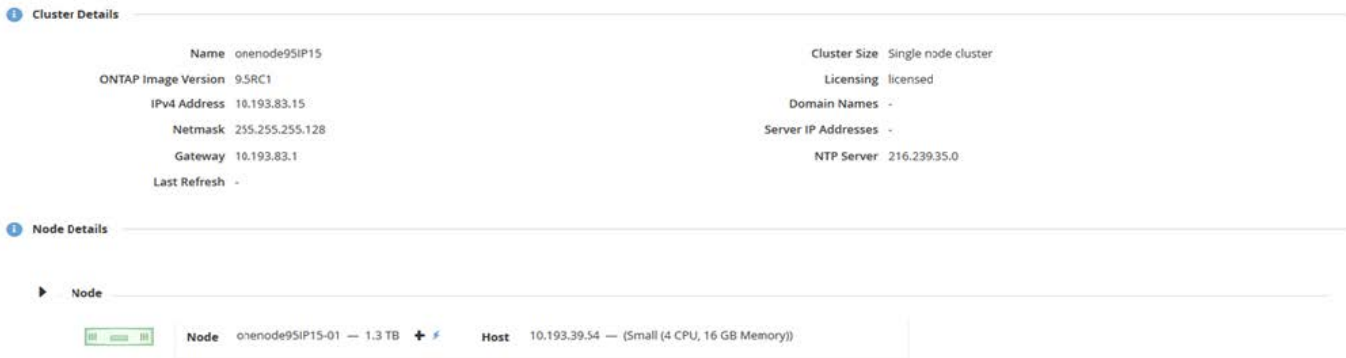 Cluster Details
Name onenode95IP15 Cluster Size Single node cluster
ONTAP Image Version 9.5RC1 Licensing licensed
IPv4 Address 10.193.83.15 Domain Names -
Netmask 255.255.255.128 Server IP Addresses -
Gateway 10.193.83.1 NTP Server 216.239.35.0
Last Refresh -
Node Details
Node
Node onenode95IP15-01 — 1.3 TB Host 10.193.39.54 — (Small (4 CPU, 16 GB Memory))